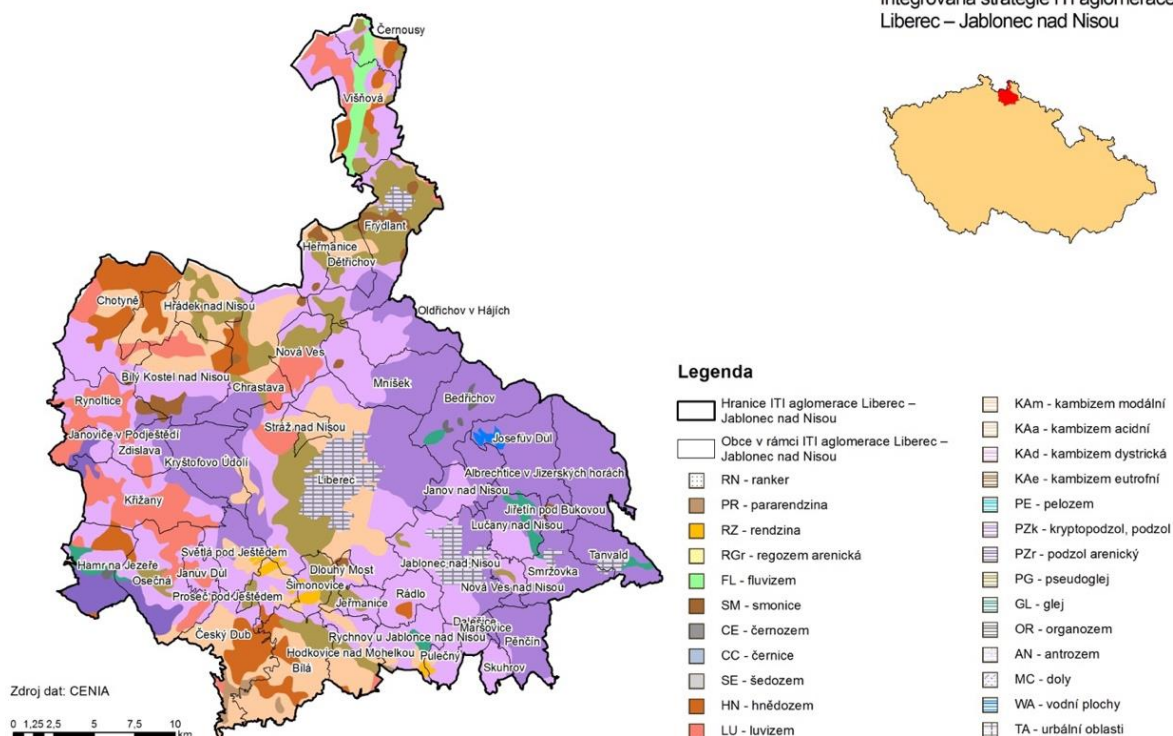 Integrovaná strategie ITI aglomerace
Liberec – Jablonec nad Nisou
Černousy
Višňová
Frýdlant
Heřmanice
Dětřichov
Oldřichov v Hájích
Chotyně
Hrádek nad Nisou
Nová Ves
Mníšek
Bílý Kostel nad Nisou
Chrastava
Bedřichov
Rynoltice
Stráž nad Nisou
Josefův Důl
Janovice v Podještědí
Zdislava
Kryštofovo Údolí
Liberec
Albrechtice v Jizerských horách
Janov nad Nisou
Křižany
Jiřetín pod Bukovou
Lučany nad Nisou
Světlá pod Ještědem
Tanvald
Hamr na Jezeře
Dlouhý Most
Jablonec nad Nisou
Smržovka
Osečná
Janův Důl
Šimonovice
Nová Ves nad Nisou
Proseč pod Ještědem
Jeřmanice
Rádlo
Dalešice
Maršovice
Český Dub
Rychnov u Jablonce nad Nisou
Pěnčín
Hodkovice nad Mohelkou
Pulečný
Bílá
Skuhrov
Zdroj dat: CENIA
0 1,25 2,5 5 7,5 10
km
Legenda
Hranice ITI aglomerace Liberec –
Jablonec nad Nisou
Obce v rámci ITI aglomerace Liberec –
Jablonec nad Nisou
RN - ranker
PR - pararendzina
RZ - rendzina
RGr - regozem arenická
FL - fluvizem
SM - smonice
CE - černozem
CC - černice
SE - šedozem
HN - hnědozem
LU - luvizem
KAm - kambizem modální
KAa - kambizem acidní
KAd - kambizem dystrická
KAe - kambizem eutrofní
PE - pelozem
PZk - kryptopodzol, podzol
PZr - podzol arenický
PG - pseudoglej
GL - glej
OR - organozem
AN - antrozem
MC - doly
WA - vodní plochy
TA - urbální oblasti